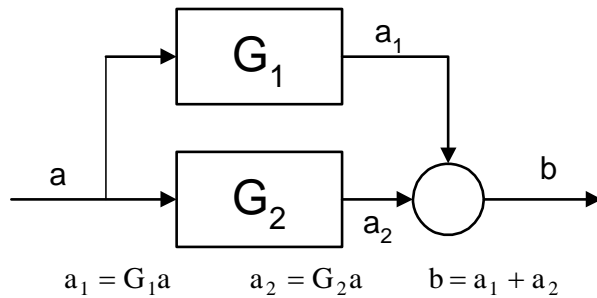 G₁
a₁
a
G₂
a₂
b
a₁ = G₁a a₂ = G₂a b = a₁ + a₂